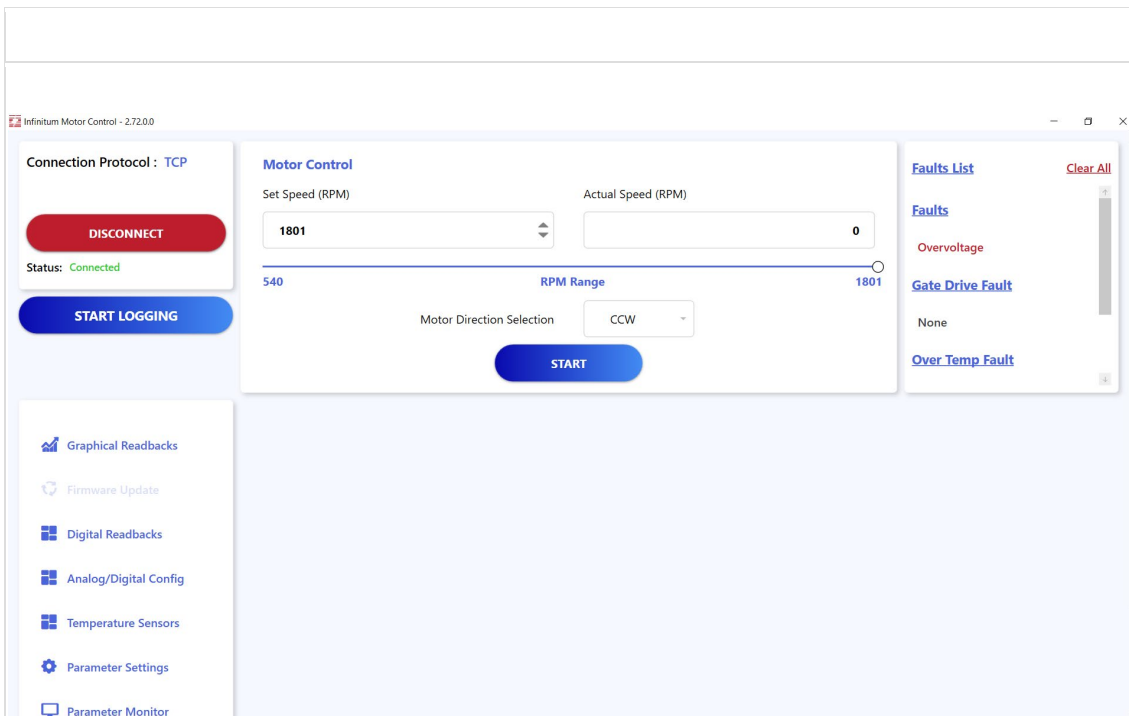 Infinitum Motor Control - 2.72.0.0
Connection Protocol : TCP
DISCONNECT
Status: Connected
START LOGGING
Motor Control
Set Speed (RPM)
Actual Speed (RPM)
1801
0
540
RPM Range
1801
Motor Direction Selection
CCW
START
Faults List
Clear All
Faults
Overvoltage
Gate Drive Fault
None
Over Temp Fault
Graphical Readbacks
Firmware Update
Digital Readbacks
Analog/Digital Config
Temperature Sensors
Parameter Settings
Parameter Monitor